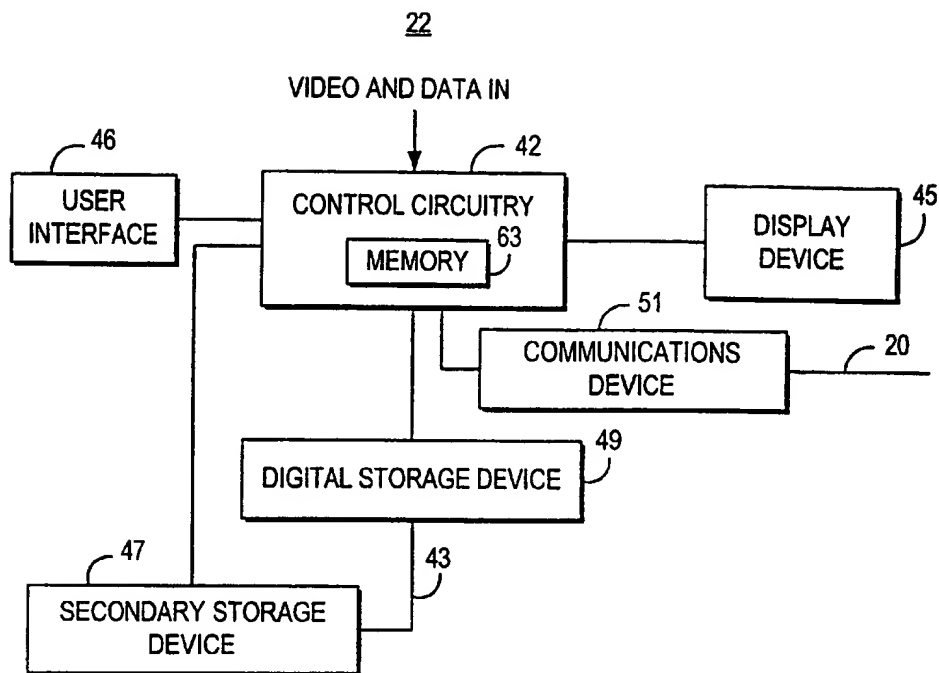 22
VIDEO AND DATA IN
46
42
USER
INTERFACE
CONTROL CIRCUITRY
45
DISPLAY
DEVICE
MEMORY
63
51
COMMUNICATIONS
DEVICE
20
DIGITAL STORAGE DEVICE
49
47
43
SECONDARY STORAGE
DEVICE